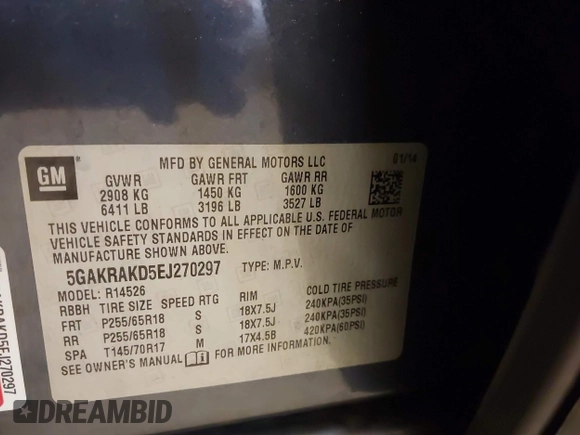 MFD BY GENERAL MOTORS LLC
01/14
GM
GVWR GAWR FRT GAWR RR
2908 KG 1450 KG 1600 KG
6411 LB 3196 LB 3527 LB
THIS VEHICLE CONFORMS TO ALL APPLICABLE U.S. FEDERAL MOTOR
VEHICLE SAFETY STANDARDS IN EFFECT ON THE DATE OF
MANUFACTURE SHOWN ABOVE.
5GAKRAKD5EJ270297 TYPE: M.P.V.
MODEL: R14526
RBBH TIRE SIZE SPEED RTG RIM COLD TIRE PRESSURE
FRT P255/65R18 S 18X7.5J 240KPA(35PSI)
RR P255/65R18 S 18X7.5J 240KPA(35PSI)
SPA T145/70R17 M 17X4.5B 420KPA(60PSI)
SEE OWNER'S MANUAL FOR MORE INFORMATION.
AKRAKD5EJ270297
DREAMBID